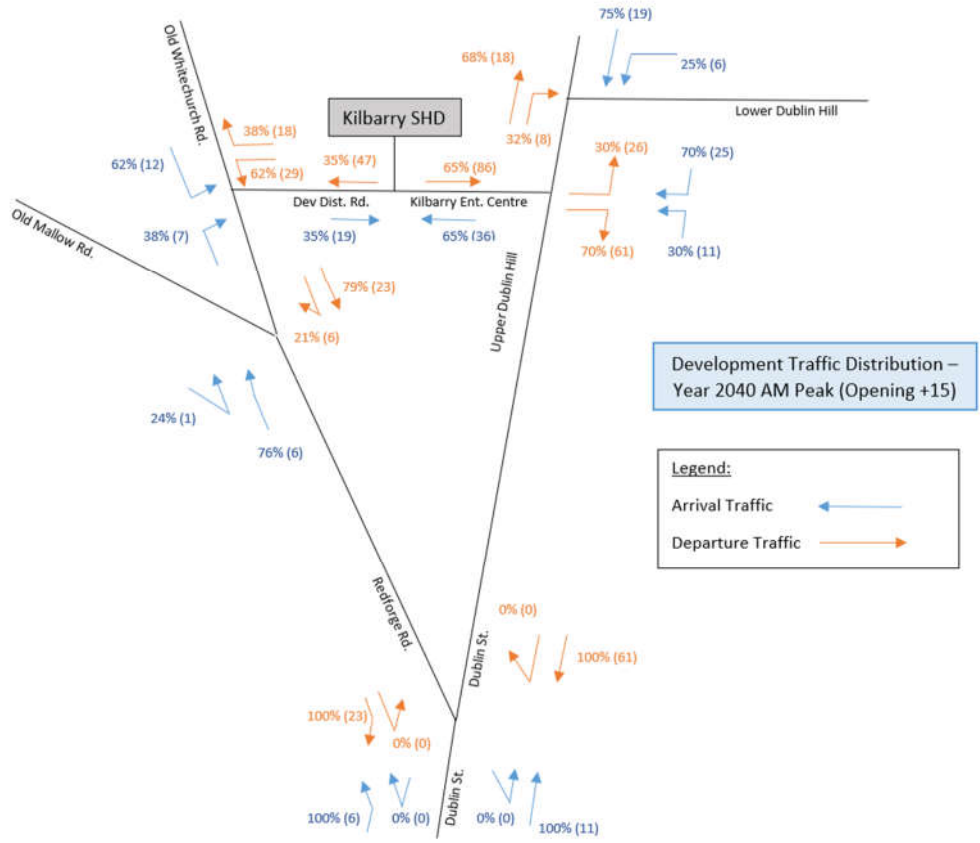 75% (19)
Old Whitechurch Rd.
68% (18)
25% (6)
Lower Dublin Hill
Kilbarry SHD
38% (18)
32% (8)
62% (12)
62% (29)
35% (47)
65% (86)
30% (26)
70% (25)
Dev Dist. Rd.
Kilbarry Ent. Centre
Old Mallow Rd.
38% (7)
35% (19)
65% (36)
70% (61)
30% (11)
79% (23)
Upper Dublin Hill
21% (6)
Development Traffic Distribution –
Year 2040 AM Peak (Opening +15)
24% (1)
76% (6)
Legend:
Arrival Traffic
Departure Traffic
Redforge Rd.
0% (0)
Dublin St.
100% (61)
100% (23)
0% (0)
Dublin St.
100% (6)
0% (0)
0% (0)
100% (11)